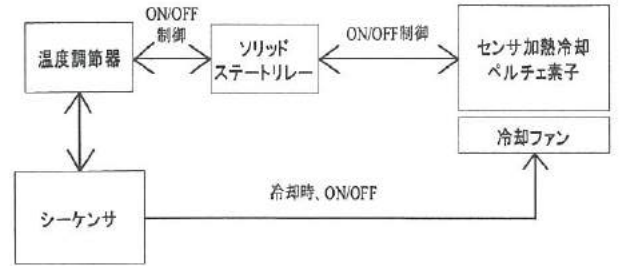 ON/OFF
制御
温度調節器
ソリッド
ステートリレー
ON/OFF制御
センサ加熱冷却
ペルチェ素子
冷却ファン
冷却時、ON/OFF
シーケンサ